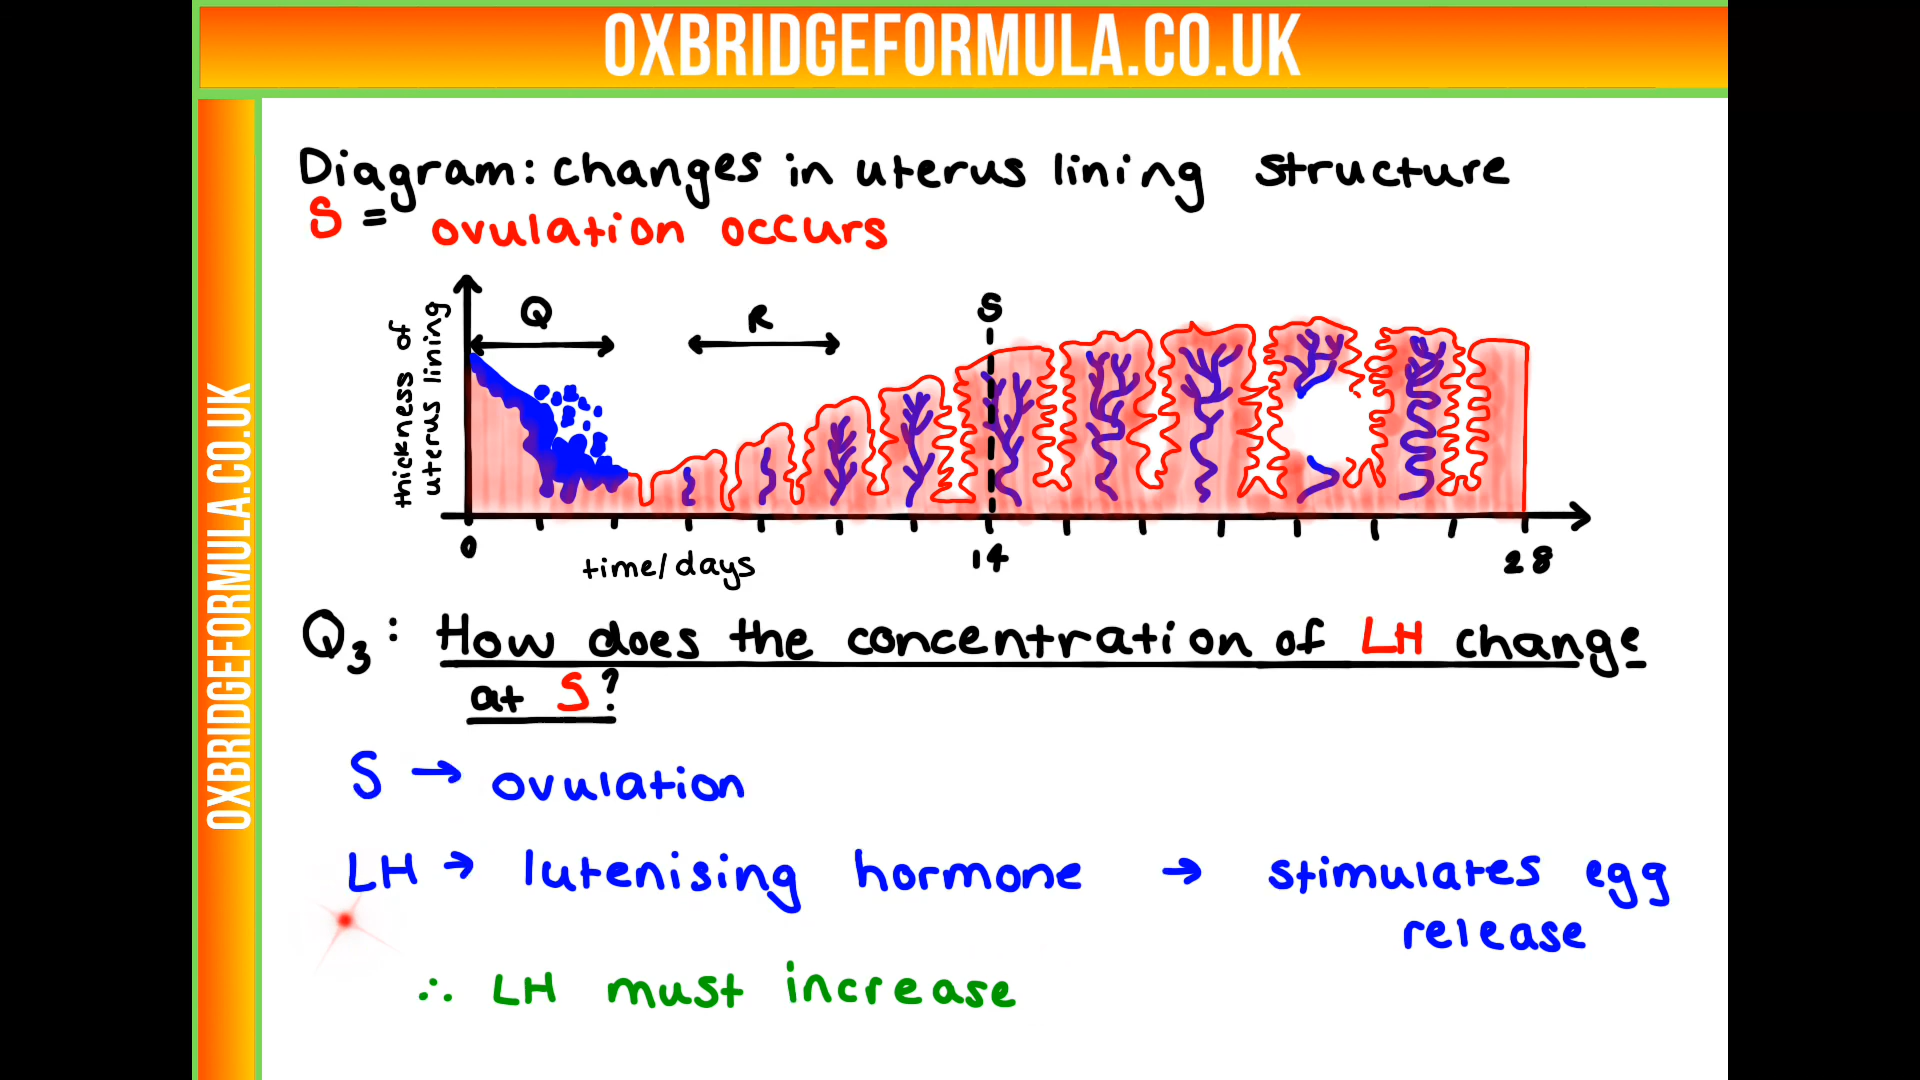 OXBRIDGEFORMULA.CO.UK
OXBRIDGEFORMULA.CO.UK
Diagram: changes in uterus lining structure
S = ovulation occurs
thickness of
uterus lining
Q
R
S
0
14
28
time/days
Q3: How does the concentration of LH change
at S?
S → ovulation
LH → lutenising hormone → stimulates egg
release
∴ LH must increase